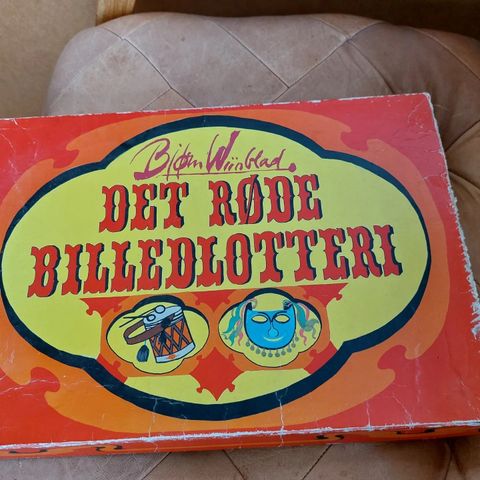 Bjørn Wiinblad.
DET RØDE
BILLEDLOTTERI